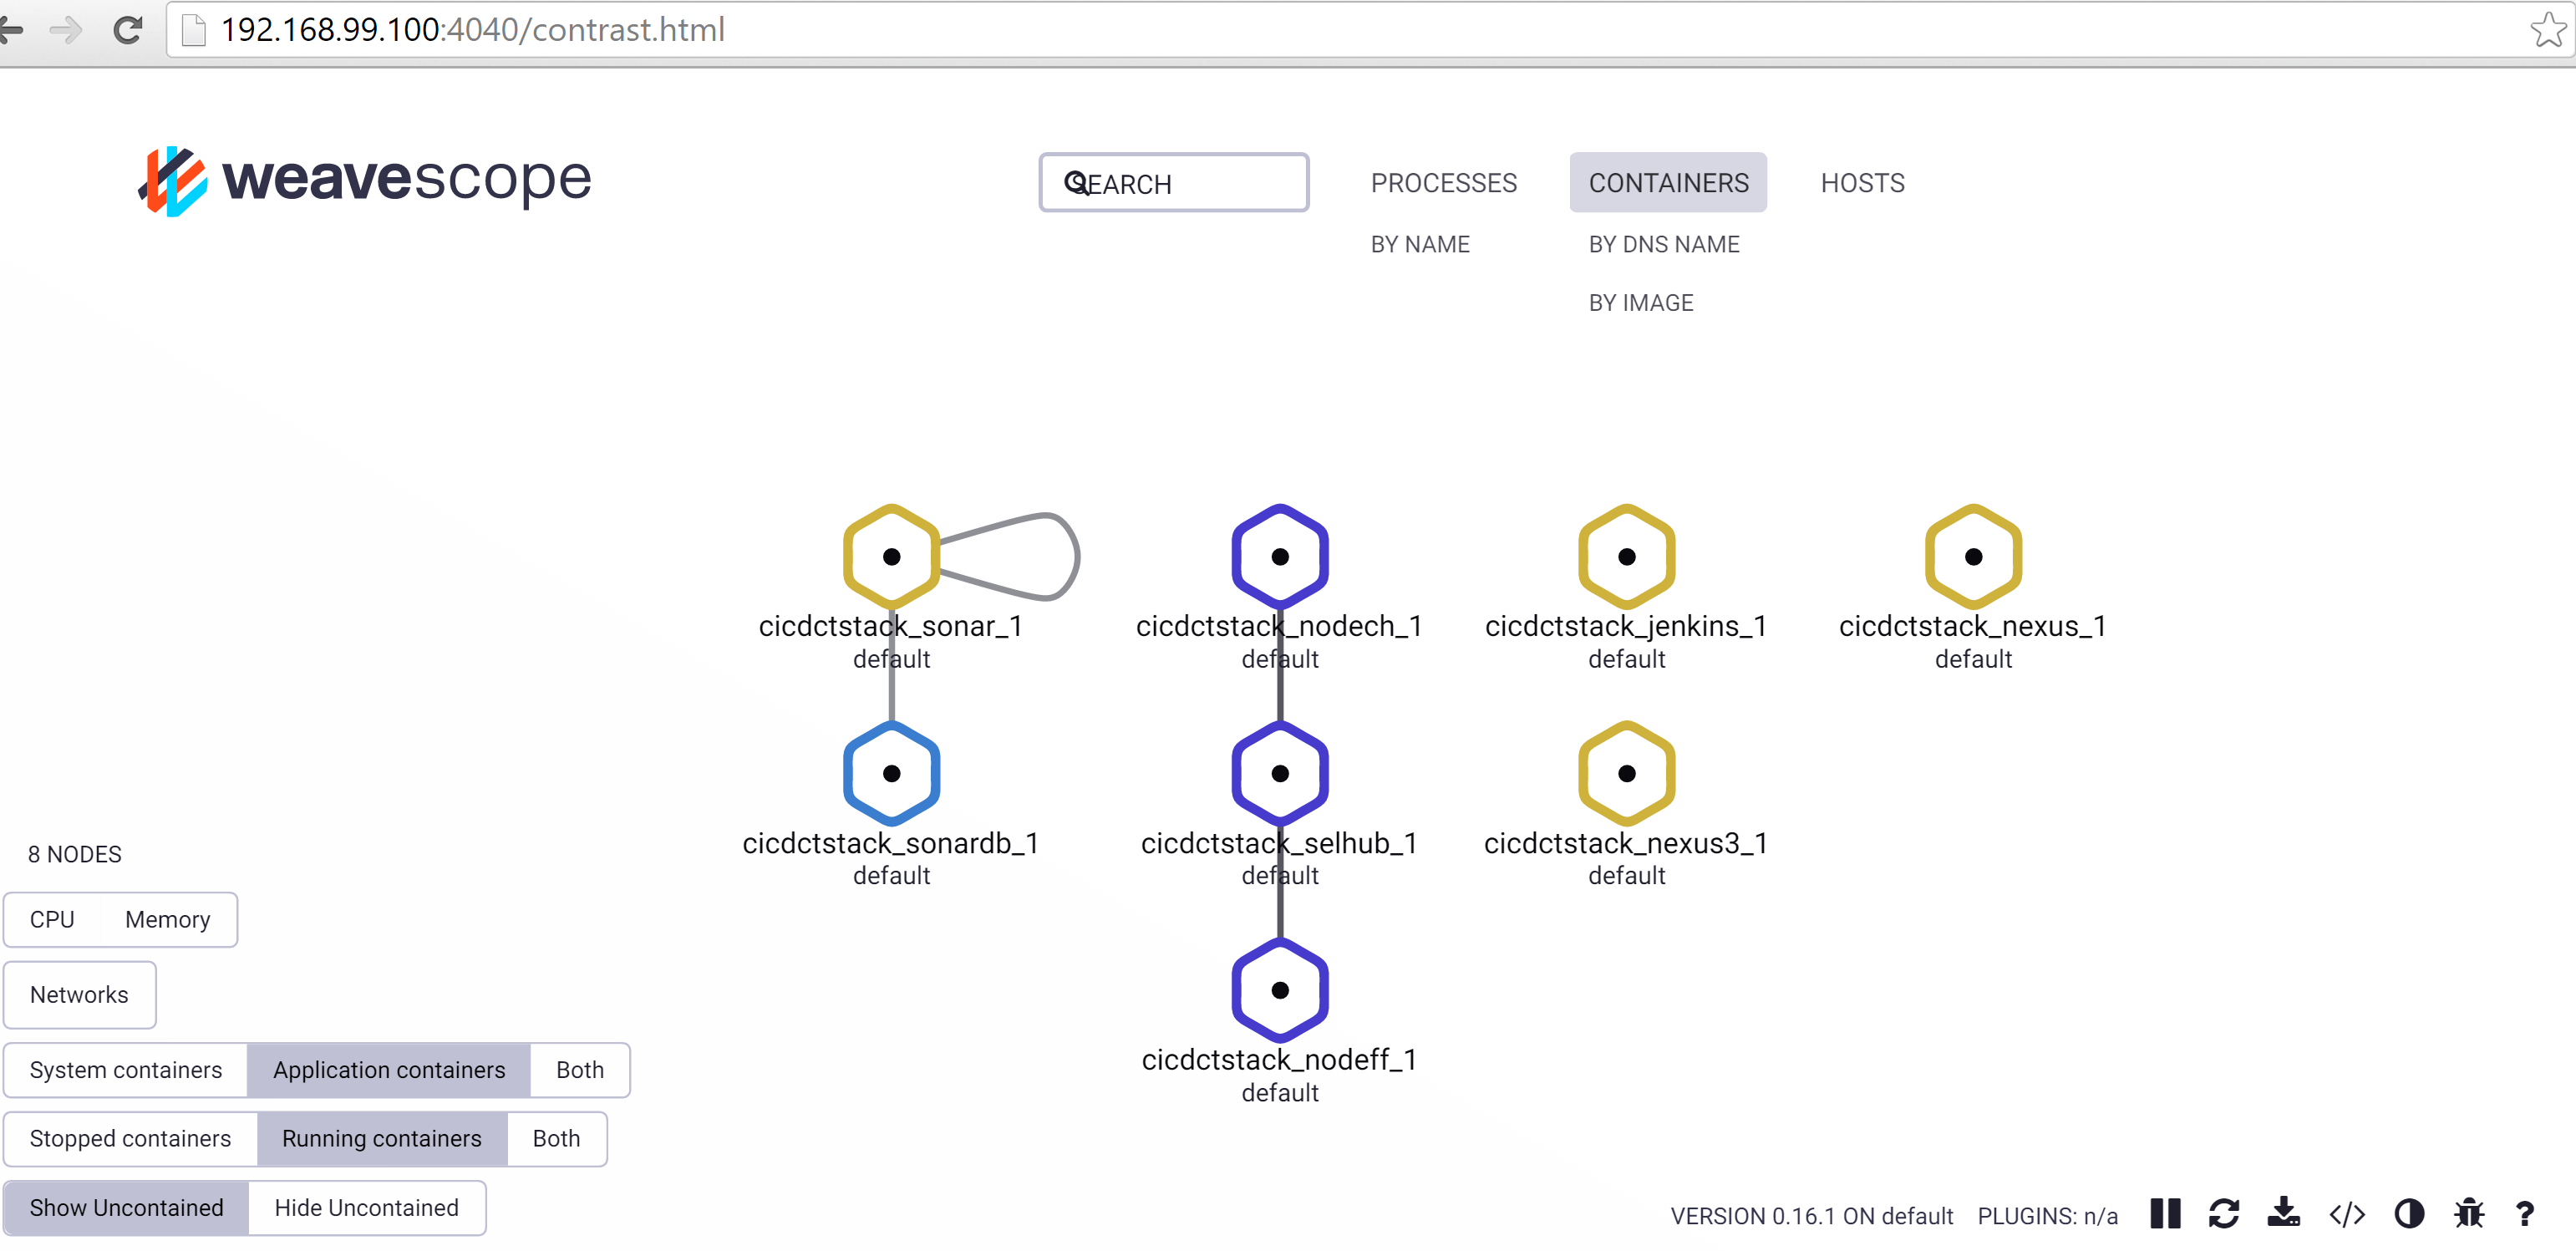 192.168.99.100:4040/contrast.html
weavescope
SEARCH
PROCESSES
CONTAINERS
HOSTS
BY NAME
BY DNS NAME
BY IMAGE
cicdctstack_sonar_1
default
cicdctstack_nodech_1
default
cicdctstack_jenkins_1
default
cicdctstack_nexus_1
default
cicdctstack_sonardb_1
default
cicdctstack_selhub_1
default
cicdctstack_nexus3_1
default
cicdctstack_nodeff_1
default
8 NODES
CPU Memory
Networks
System containers Application containers Both
Stopped containers Running containers Both
Show Uncontained Hide Uncontained
VERSION 0.16.1 ON default PLUGINS: n/a </> ?